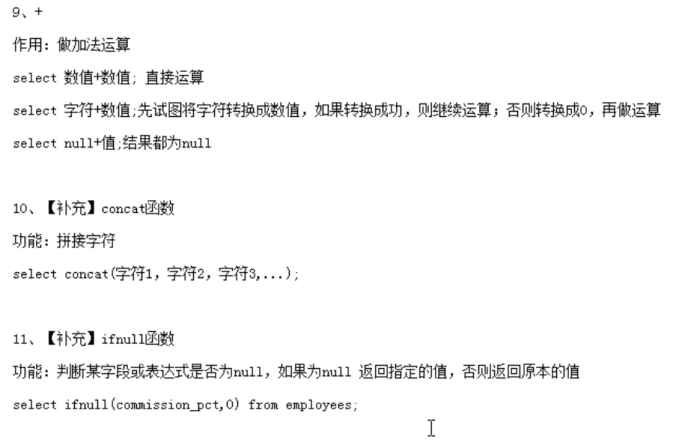 9、+
作用：做加法运算
select 数值+数值; 直接运算
select 字符+数值;先试图将字符转换成数值，如果转换成功，则继续运算；否则转换成0，再做运算
select null+值;结果都为null
10、【补充】concat函数
功能：拼接字符
select concat(字符1，字符2，字符3,...);
11、【补充】ifnull函数
功能：判断某字段或表达式是否为null，如果为null 返回指定的值，否则返回原本的值
select ifnull(commission_pct,0) from employees;